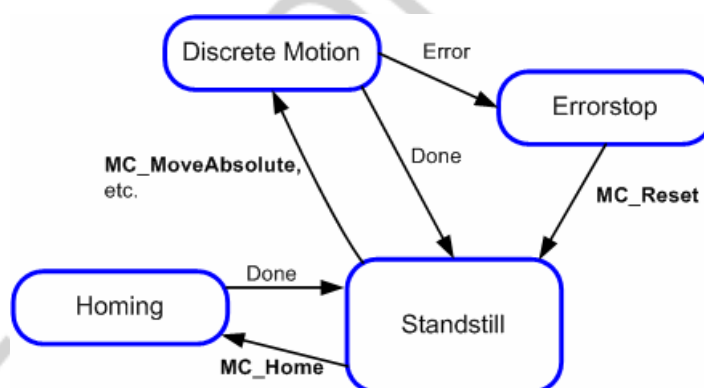 Discrete Motion
Error
Errorstop
MC_MoveAbsolute,
etc.
Done
MC_Reset
Homing
Done
Standstill
MC_Home